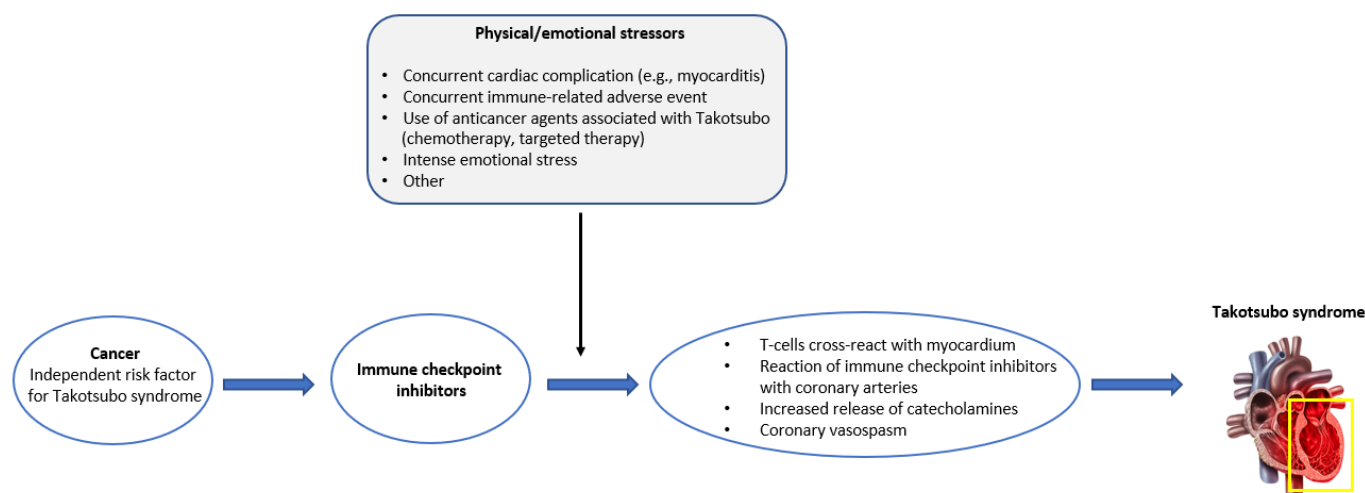 Physical/emotional stressors
• Concurrent cardiac complication (e.g., myocarditis)
• Concurrent immune-related adverse event
• Use of anticancer agents associated with Takotsubo
(chemotherapy, targeted therapy)
• Intense emotional stress
• Other
Cancer
Independent risk factor
for Takotsubo syndrome
Immune checkpoint
inhibitors
• T-cells cross-react with myocardium
• Reaction of immune checkpoint inhibitors
with coronary arteries
• Increased release of catecholamines
• Coronary vasospasm
Takotsubo syndrome